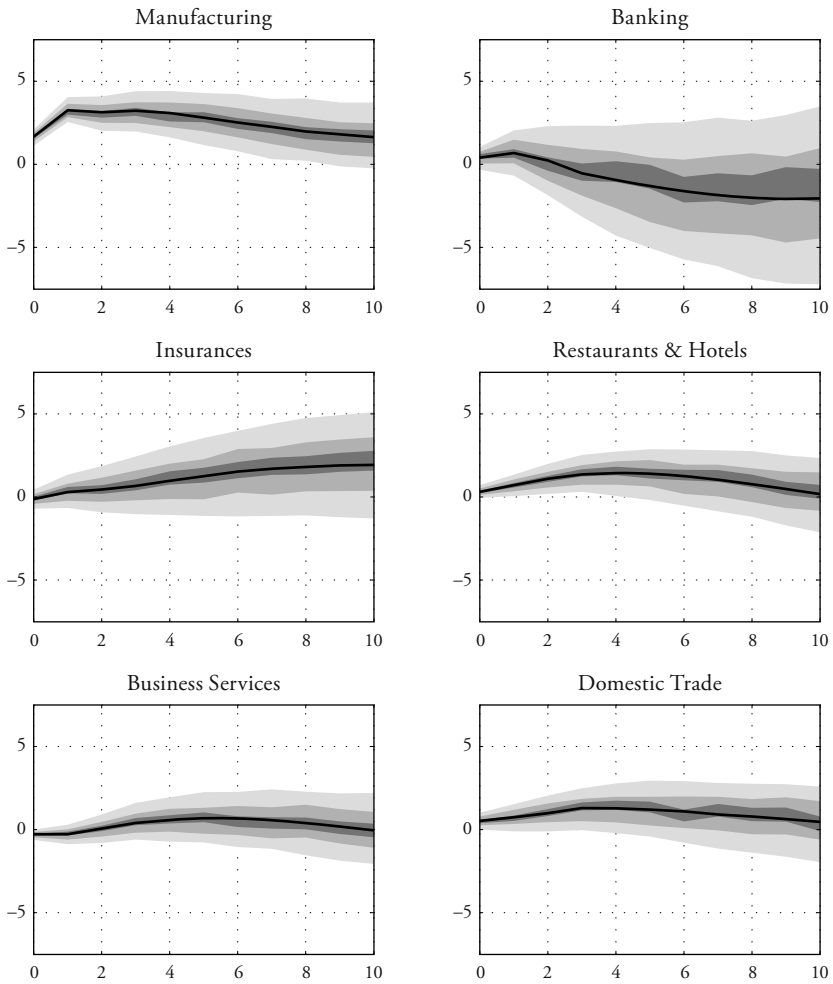 Manufacturing Banking
5 5
0 0
−5 −5
0 2 4 6 8 10 0 2 4 6 8 10
Insurances Restaurants & Hotels
5 5
0 0
−5 −5
0 2 4 6 8 10 0 2 4 6 8 10
Business Services Domestic Trade
5 5
0 0
−5 −5
0 2 4 6 8 10 0 2 4 6 8 10